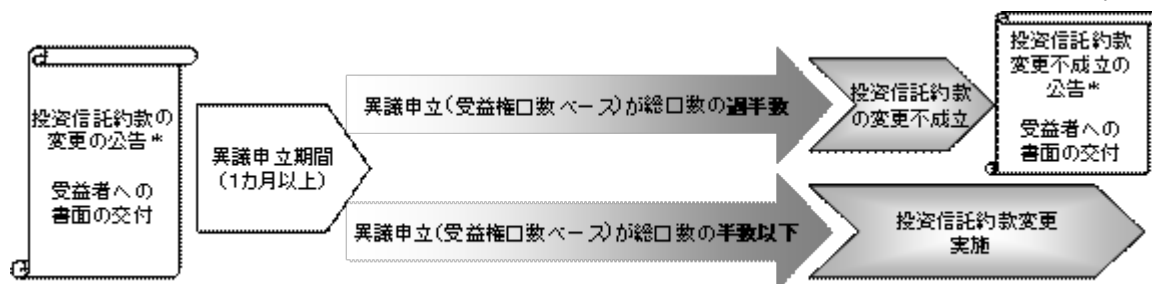 投資信託約款の
変更の公告*
受益者への
書面の交付
異議申立期間
(1カ月以上)
異議申立(受益権口数ベース)が総口数の過半数
投資信託約款
の変更不成立
投資信託約款
変更不成立の
公告*
受益者への
書面の交付
異議申立(受益権口数ベース)が総口数の半数以下
投資信託約款変更
実施